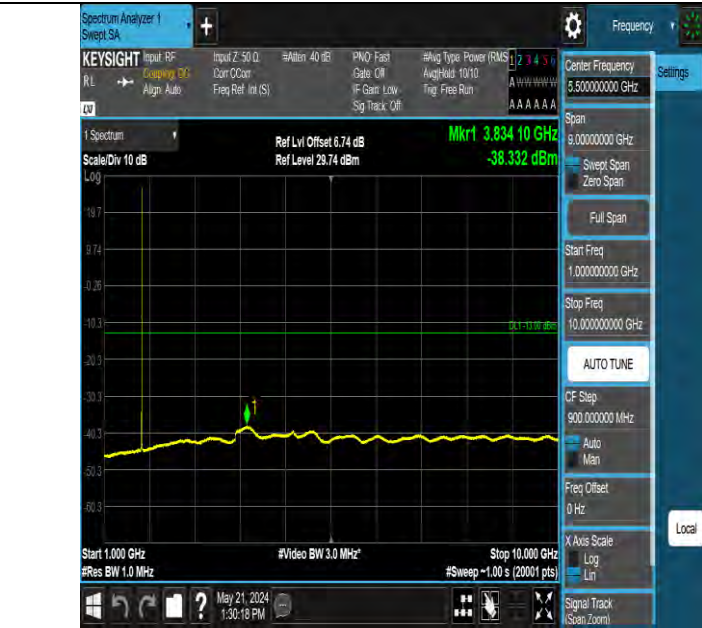 Spectrum Analyzer 1
Swept SA
Frequency
KEYSIGHT
RL
LXI
Input: RF
Coupling: DC
Align: Auto
Input Z: 50 Ω
Corr CCorr
Freq Ref: Int (S)
#Atten: 40 dB
PNO: Fast
Gate: Off
IF Gain: Low
Sig Track: Off
#Avg Type: Power (RMS
Avg|Hold: 10/10
Trig: Free Run
1 2 3 4 5 6
A W W W W W
A A A A A A
1 Spectrum
Scale/Div 10 dB
Log
Ref Lvl Offset 6.74 dB
Ref Level 29.74 dBm
Mkr1 3.834 10 GHz
-38.332 dBm
19.7
9.74
-0.26
-10.3
-20.3
-30.3
-40.3
-50.3
-60.3
DL1 -13.00 dBm
1
Start 1.000 GHz
#Res BW 1.0 MHz
#Video BW 3.0 MHz*
Stop 10.000 GHz
#Sweep ~1.00 s (20001 pts)
?
May 21, 2024
1:30:18 PM
Center Frequency
5.500000000 GHz
Settings
Span
9.00000000 GHz
Swept Span
Zero Span
Full Span
Start Freq
1.000000000 GHz
Stop Freq
10.000000000 GHz
AUTO TUNE
CF Step
900.000000 MHz
Auto
Man
Freq Offset
0 Hz
X Axis Scale
Log
Lin
Signal Track
(Span Zoom)
Local